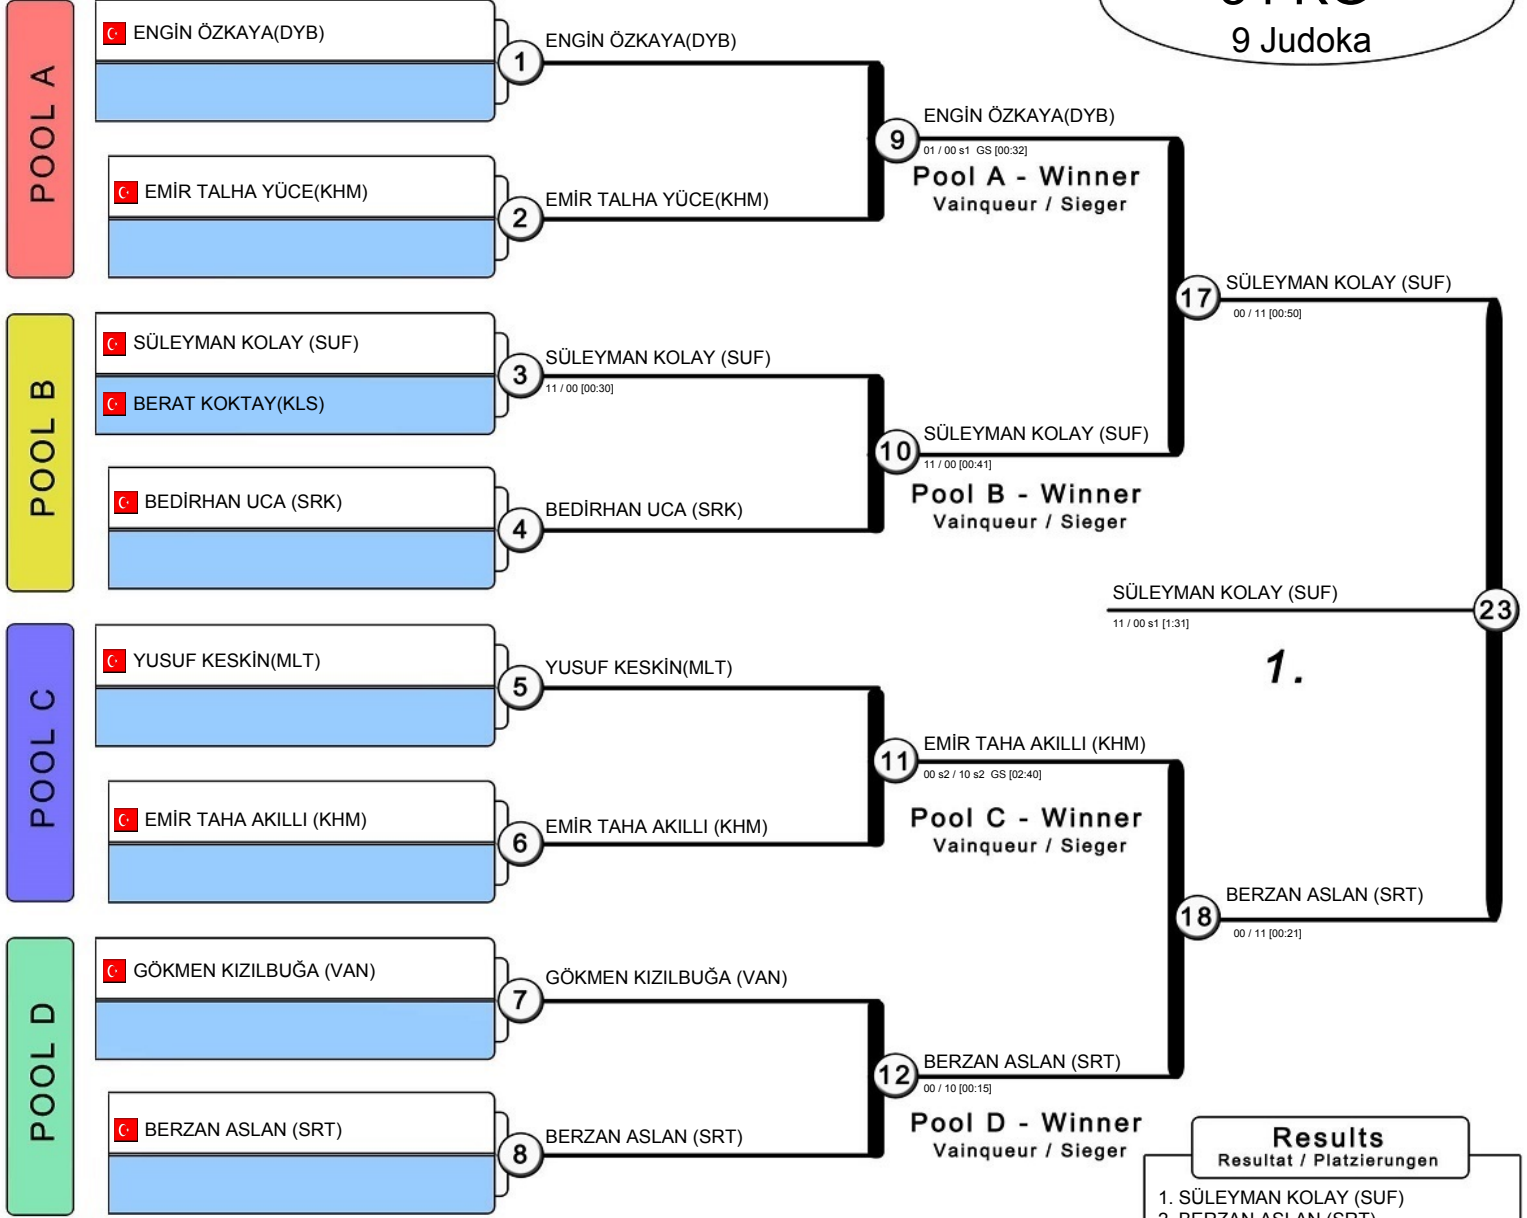 9 Judoka
POOL A
ENGİN ÖZKAYA(DYB)
1
ENGİN ÖZKAYA(DYB)
EMİR TALHA YÜCE(KHM)
2
EMİR TALHA YÜCE(KHM)
9
ENGİN ÖZKAYA(DYB)
01 / 00 s1 GS [00:32]
Pool A - Winner
Vainqueur / Sieger
POOL B
SÜLEYMAN KOLAY (SUF)
BERAT KOKTAY(KLS)
3
SÜLEYMAN KOLAY (SUF)
11 / 00 [00:30]
BEDİRHAN UCA (SRK)
4
BEDİRHAN UCA (SRK)
10
SÜLEYMAN KOLAY (SUF)
11 / 00 [00:41]
Pool B - Winner
Vainqueur / Sieger
17
SÜLEYMAN KOLAY (SUF)
00 / 11 [00:50]
SÜLEYMAN KOLAY (SUF)
23
11 / 00 s1 [1:31]
1.
POOL C
YUSUF KESKİN(MLT)
5
YUSUF KESKİN(MLT)
EMİR TAHA AKILLI (KHM)
6
EMİR TAHA AKILLI (KHM)
11
EMİR TAHA AKILLI (KHM)
00 s2 / 10 s2 GS [02:40]
Pool C - Winner
Vainqueur / Sieger
18
BERZAN ASLAN (SRT)
00 / 11 [00:21]
POOL D
GÖKMEN KIZILBUĞA (VAN)
7
GÖKMEN KIZILBUĞA (VAN)
BERZAN ASLAN (SRT)
8
BERZAN ASLAN (SRT)
12
BERZAN ASLAN (SRT)
00 / 10 [00:15]
Pool D - Winner
Vainqueur / Sieger
Results
Resultat / Platzierungen
1. SÜLEYMAN KOLAY (SUF)
2. BERZAN ASLAN (SRT)